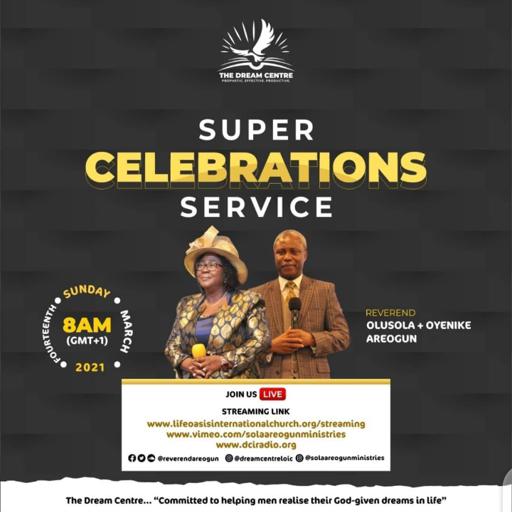 THE DREAM CENTRE
PROPHETIC. EFFECTIVE. PRODUCTIVE.
SUPER
CELEBRATIONS
SERVICE
SUNDAY
FOURTEENTH
MARCH
8AM
(GMT+1)
2021
REVEREND
OLUSOLA + OYENIKE
AREOGUN
JOIN US LIVE
STREAMING LINK
www.lifeoasisinternationalchurch.org/streaming
www.vimeo.com/solaareogunministries
www.dciradio.org
@reverendareogun @dreamcentreloic @solaareogunministries
The Dream Centre... “Committed to helping men realise their God-given dreams in life”